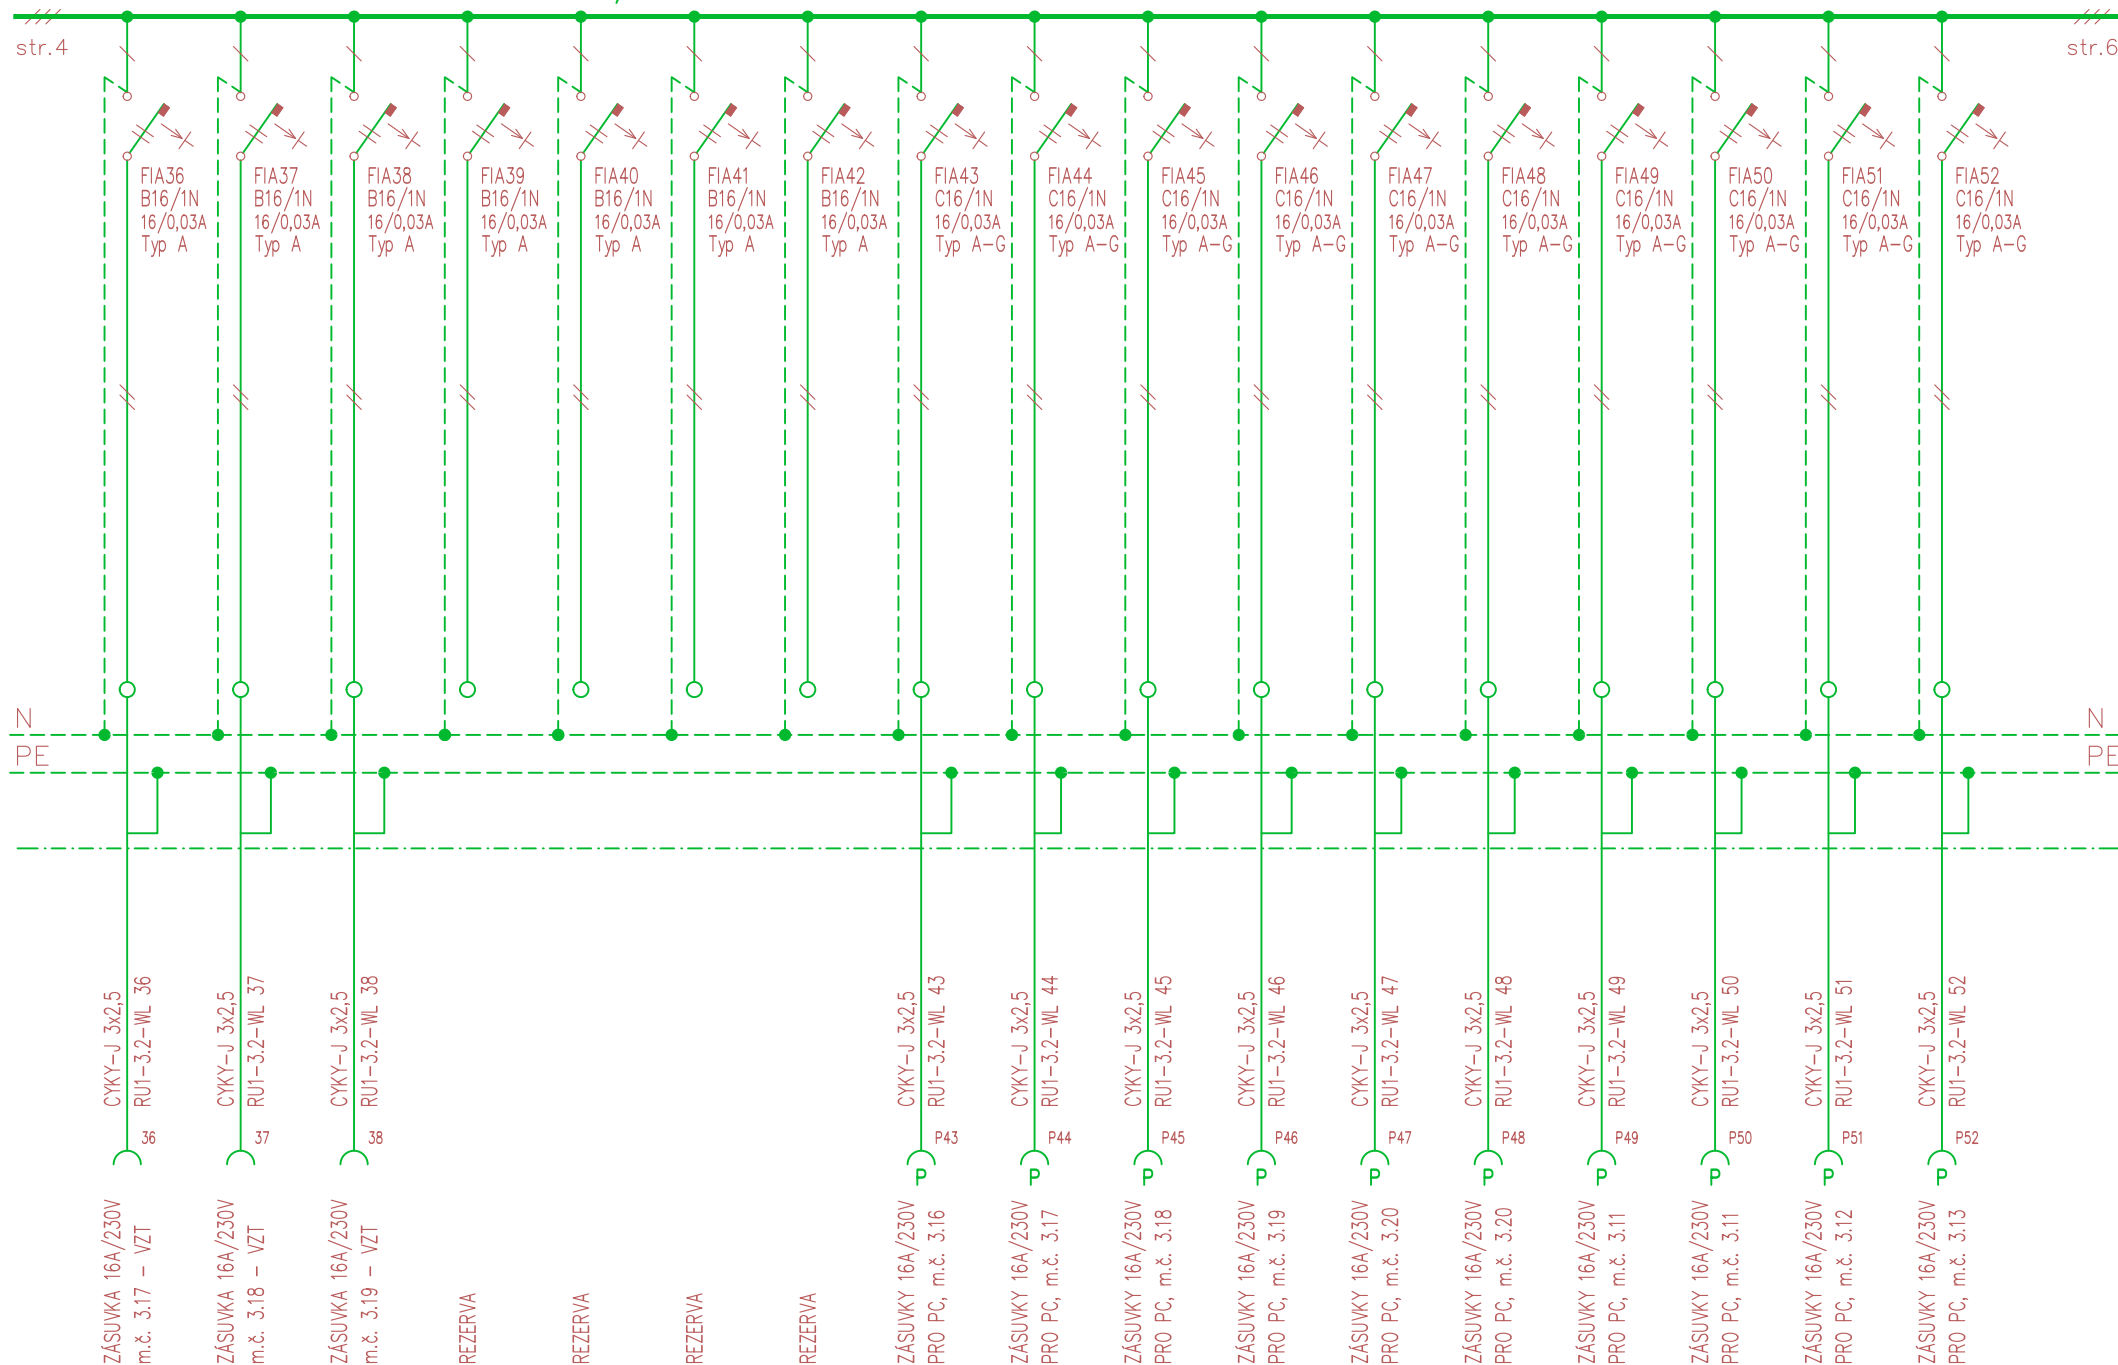 str.4
str.6
FIA36
B16/1N
16/0,03A
Typ A
FIA37
B16/1N
16/0,03A
Typ A
FIA38
B16/1N
16/0,03A
Typ A
FIA39
B16/1N
16/0,03A
Typ A
FIA40
B16/1N
16/0,03A
Typ A
FIA41
B16/1N
16/0,03A
Typ A
FIA42
B16/1N
16/0,03A
Typ A
FIA43
C16/1N
16/0,03A
Typ A-G
FIA44
C16/1N
16/0,03A
Typ A-G
FIA45
C16/1N
16/0,03A
Typ A-G
FIA46
C16/1N
16/0,03A
Typ A-G
FIA47
C16/1N
16/0,03A
Typ A-G
FIA48
C16/1N
16/0,03A
Typ A-G
FIA49
C16/1N
16/0,03A
Typ A-G
FIA50
C16/1N
16/0,03A
Typ A-G
FIA51
C16/1N
16/0,03A
Typ A-G
FIA52
C16/1N
16/0,03A
Typ A-G
N
N
PE
PE
CYKY-J 3x2,5
RU1-3.2-WL 36
CYKY-J 3x2,5
RU1-3.2-WL 37
CYKY-J 3x2,5
RU1-3.2-WL 38
CYKY-J 3x2,5
RU1-3.2-WL 43
CYKY-J 3x2,5
RU1-3.2-WL 44
CYKY-J 3x2,5
RU1-3.2-WL 45
CYKY-J 3x2,5
RU1-3.2-WL 46
CYKY-J 3x2,5
RU1-3.2-WL 47
CYKY-J 3x2,5
RU1-3.2-WL 48
CYKY-J 3x2,5
RU1-3.2-WL 49
CYKY-J 3x2,5
RU1-3.2-WL 50
CYKY-J 3x2,5
RU1-3.2-WL 51
CYKY-J 3x2,5
RU1-3.2-WL 52
36
37
38
P43
P44
P45
P46
P47
P48
P49
P50
P51
P52
P
P
P
P
P
P
P
P
P
P
ZÁSUVKA 16A/230V
m.č. 3.17 - VZT
ZÁSUVKA 16A/230V
m.č. 3.18 - VZT
ZÁSUVKA 16A/230V
m.č. 3.19 - VZT
REZERVA
REZERVA
REZERVA
REZERVA
ZÁSUVKY 16A/230V
PRO PC, m.č. 3.16
ZÁSUVKY 16A/230V
PRO PC, m.č. 3.17
ZÁSUVKY 16A/230V
PRO PC, m.č. 3.18
ZÁSUVKY 16A/230V
PRO PC, m.č. 3.19
ZÁSUVKY 16A/230V
PRO PC, m.č. 3.20
ZÁSUVKY 16A/230V
PRO PC, m.č. 3.20
ZÁSUVKY 16A/230V
PRO PC, m.č. 3.11
ZÁSUVKY 16A/230V
PRO PC, m.č. 3.11
ZÁSUVKY 16A/230V
PRO PC, m.č. 3.12
ZÁSUVKY 16A/230V
PRO PC, m.č. 3.13